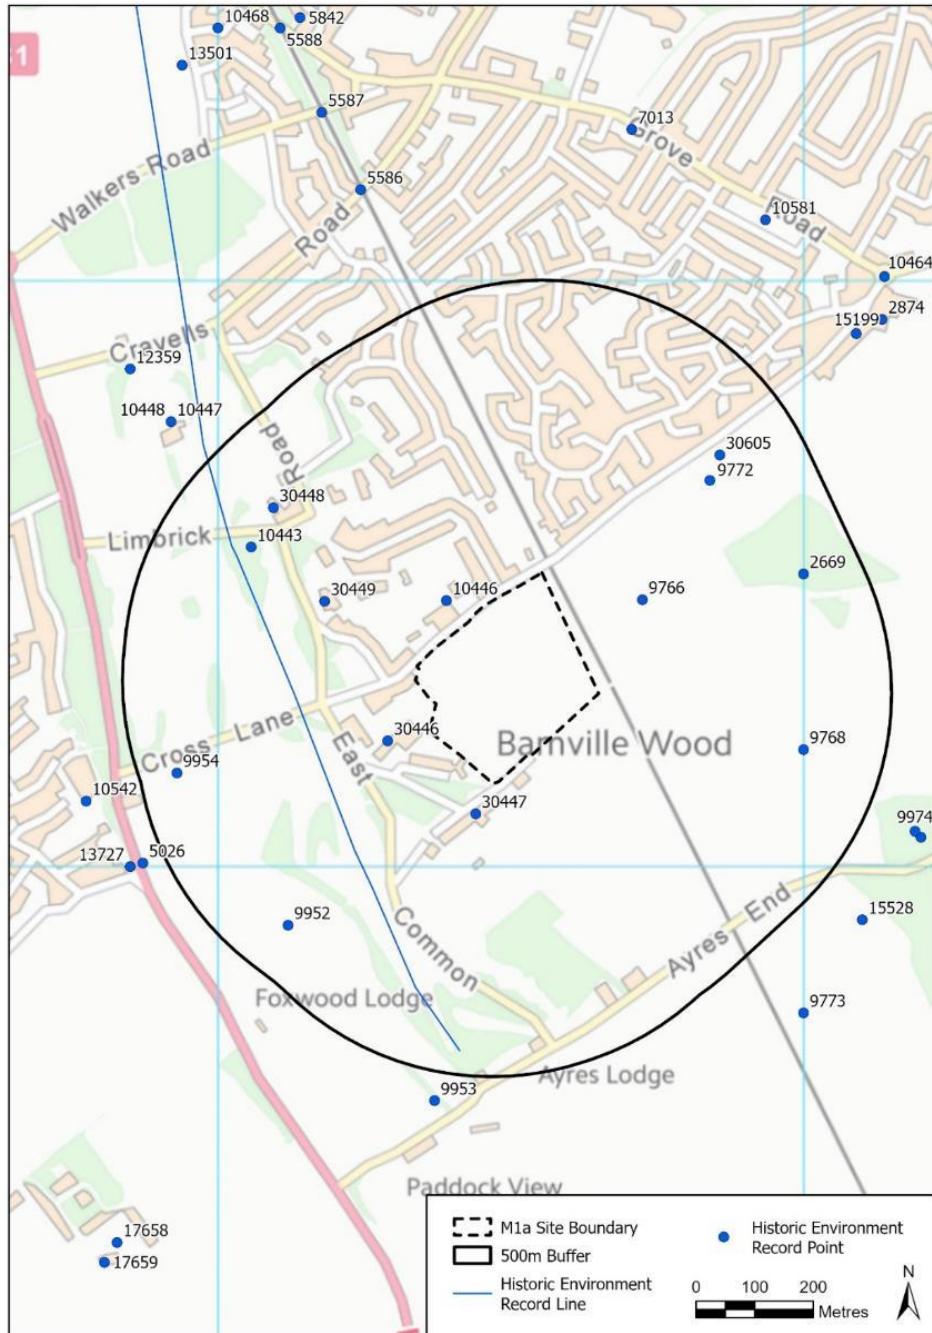 10468
5842
5588
13501
1
5587
7013
Grove
Walkers Road
5586
10581
Road
Road
10464
2874
15199
Cravells
12359
10448
10447
Road
30605
9772
30448
Limbrick
10443
2669
30449
10446
9766
Cross Lane
30446
Bamville Wood
9768
East
9954
10542
30447
9974
13727
5026
15528
9952
Common
Ayres End
Foxwood Lodge
9773
Ayres Lodge
9953
Paddock View
17658
17659
M1a Site Boundary
500m Buffer
Historic Environment
Record Line
Historic Environment
Record Point
N
0 100 200
Metres